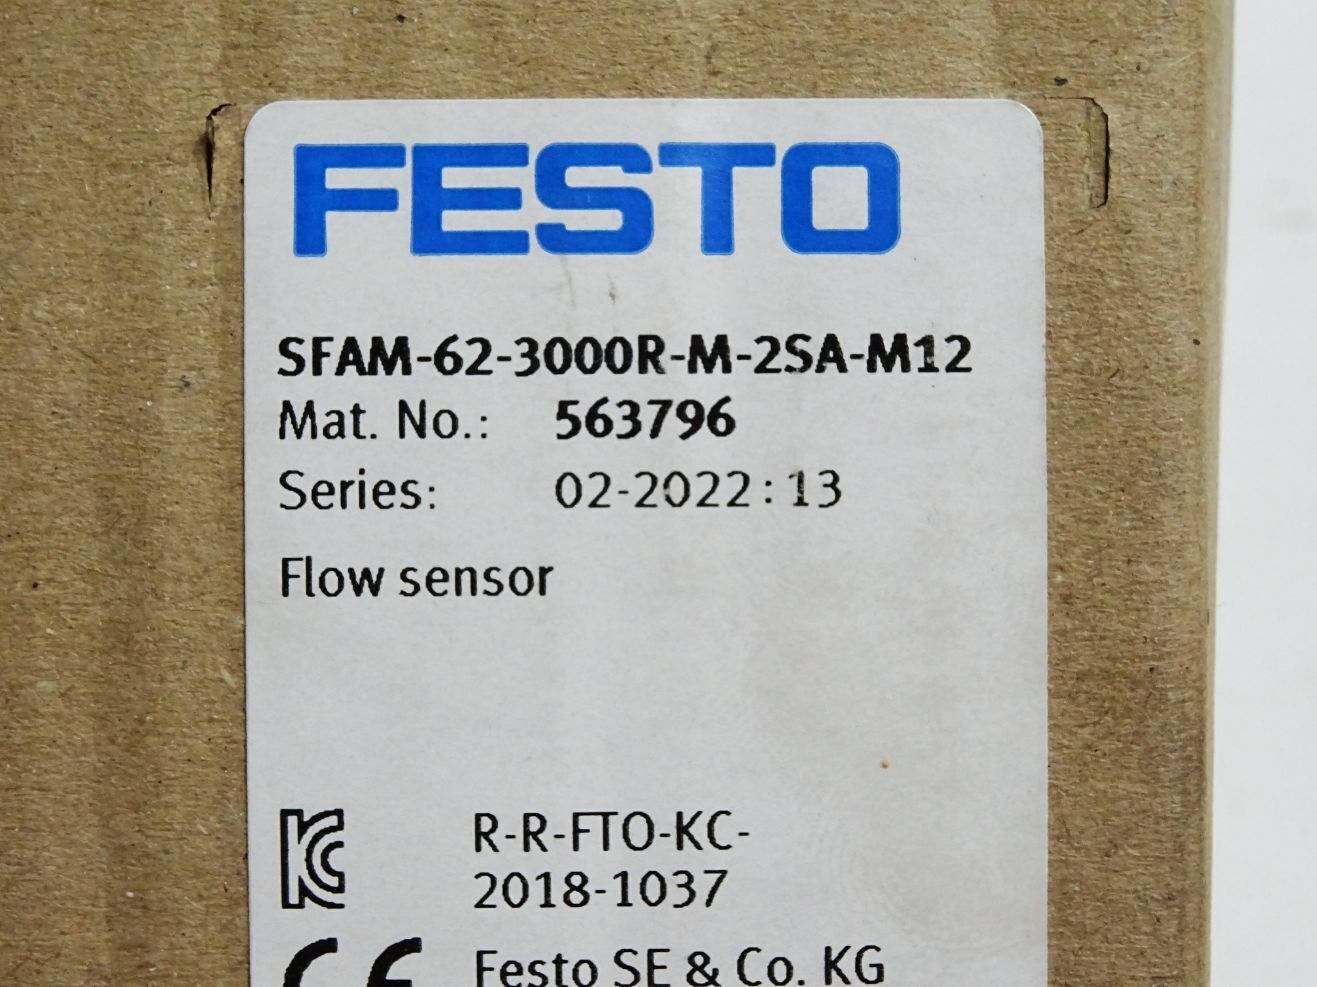 FESTO
SFAM-62-3000R-M-2SA-M12
Mat. No.: 563796
Series: 02-2022:13
Flow sensor
R-R-FTO-KC-
2018-1037
CE Festo SE & Co. KG